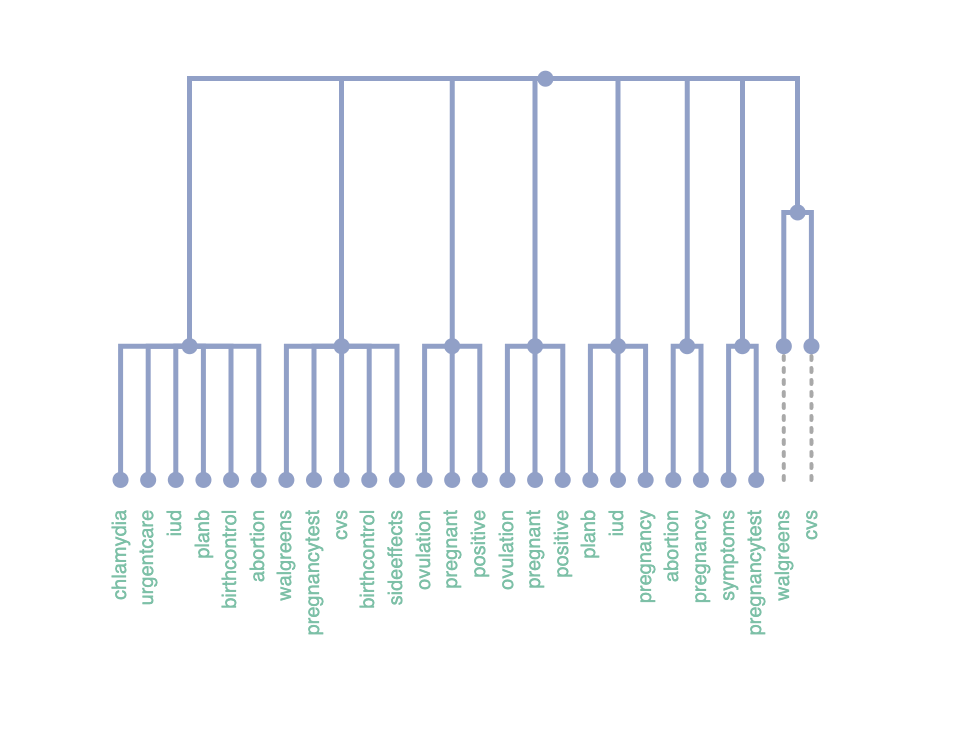 chlamydia
urgentcare
iud
planb
birthcontrol
abortion
walgreens
pregnancytest
cvs
birthcontrol
sideeffects
ovulation
pregnant
positive
ovulation
pregnant
positive
planb
iud
pregnancy
abortion
pregnancy
symptoms
pregnancytest
walgreens
cvs